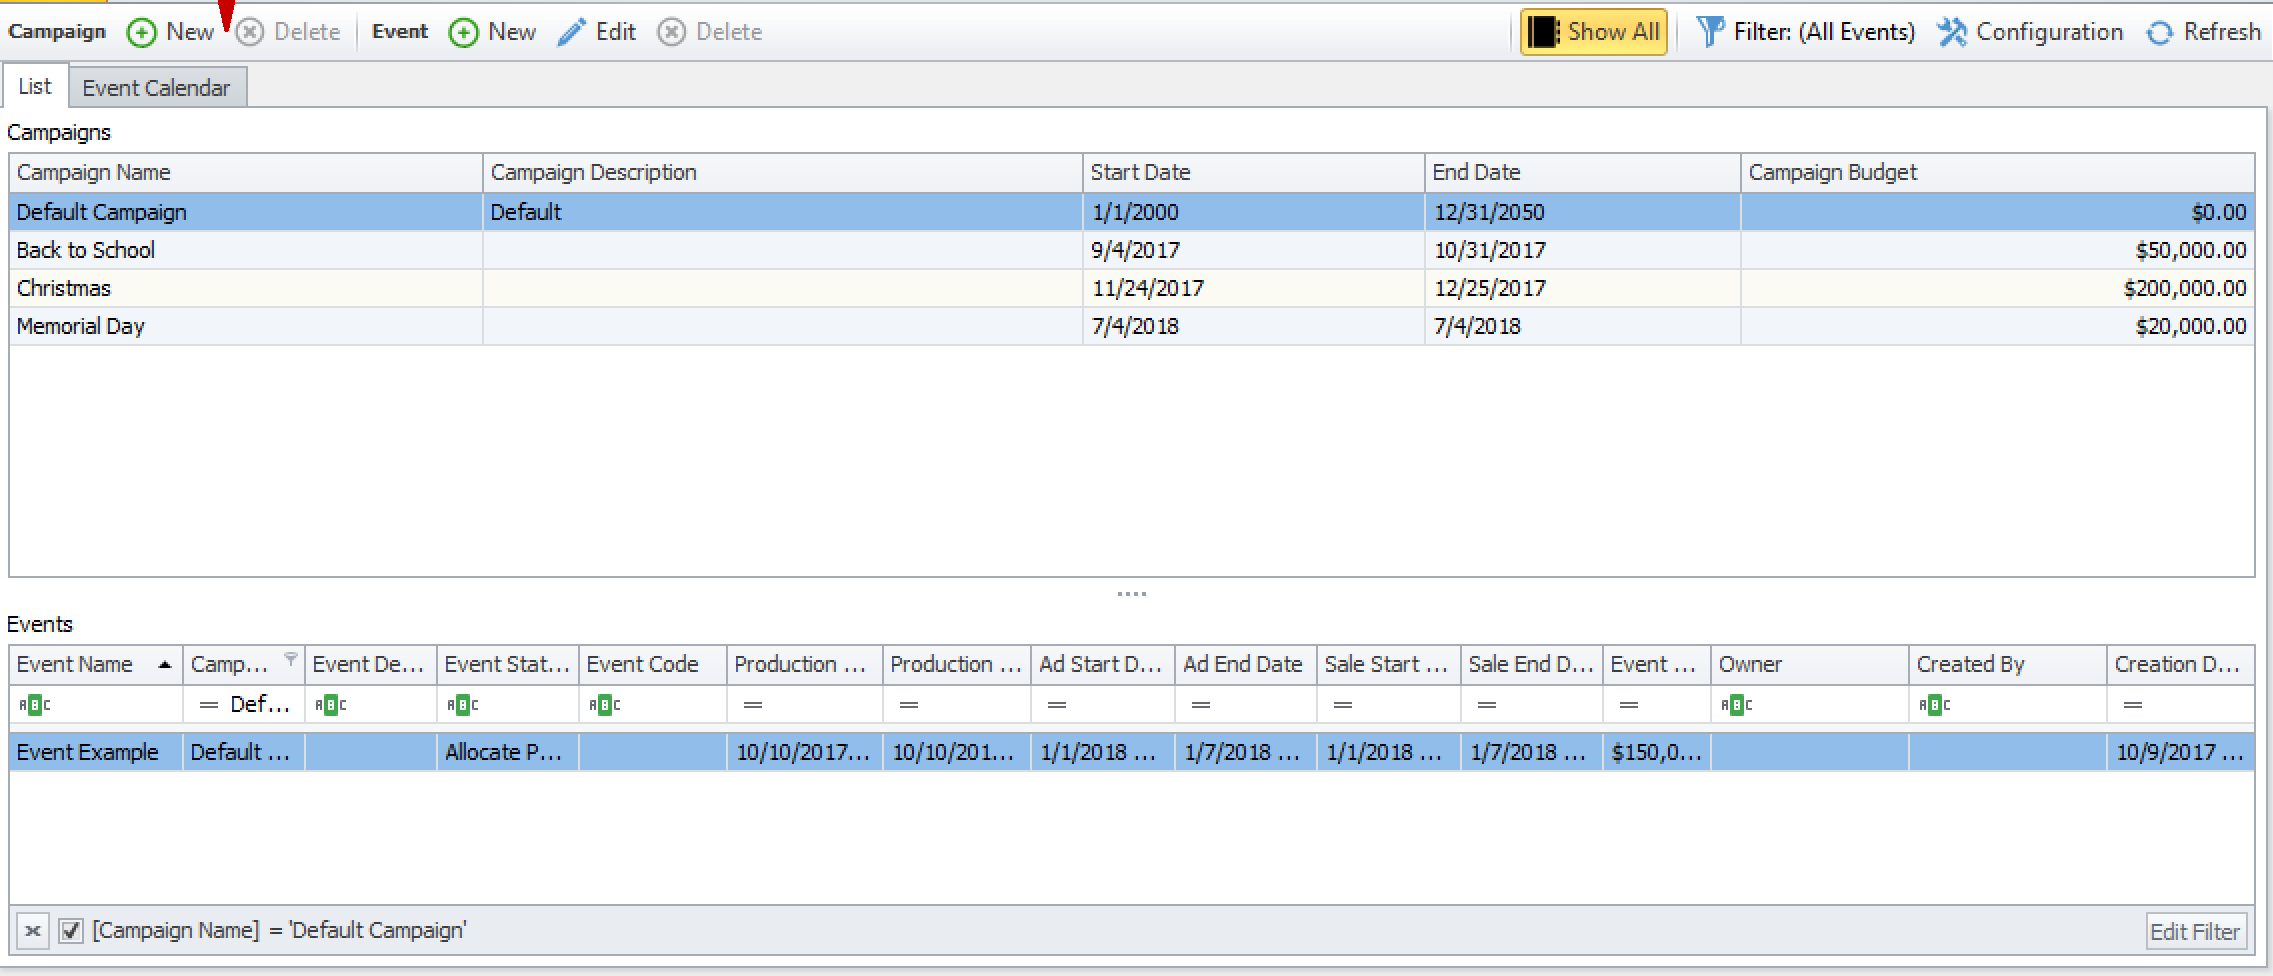 Campaign New Delete Event New Edit Delete Show All Filter: (All Events) Configuration Refresh
List Event Calendar
Campaigns
Campaign Name Campaign Description Start Date End Date Campaign Budget
Default Campaign Default 1/1/2000 12/31/2050 $0.00
Back to School 9/4/2017 10/31/2017 $50,000.00
Christmas 11/24/2017 12/25/2017 $200,000.00
Memorial Day 7/4/2018 7/4/2018 $20,000.00
Events
Event Name Camp... Event De... Event Stat... Event Code Production ... Production ... Ad Start D... Ad End Date Sale Start ... Sale End D... Event ... Owner Created By Creation D...
ABC = Def... ABC ABC ABC = = = = = = = ABC ABC =
Event Example Default ... Allocate P... 10/10/2017... 10/10/201... 1/1/2018 ... 1/7/2018 ... 1/1/2018 ... 1/7/2018 ... $150,0... 10/9/2017 ...
[Campaign Name] = 'Default Campaign' Edit Filter